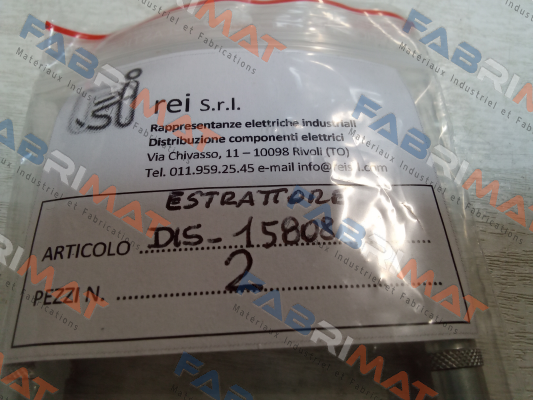 rei S.r.l.
Rappresentanze elettriche industriali
Distribuzione componenti elettrici
Via Chivasso, 11 – 10098 Rivoli (TO)
Tel. 011.959.25.45 e-mail
ESTRATTORE
ARTICOLO DIS-15808
PEZZI N. 2
FABRIMAT
Materiaux Industriel et Fabrications